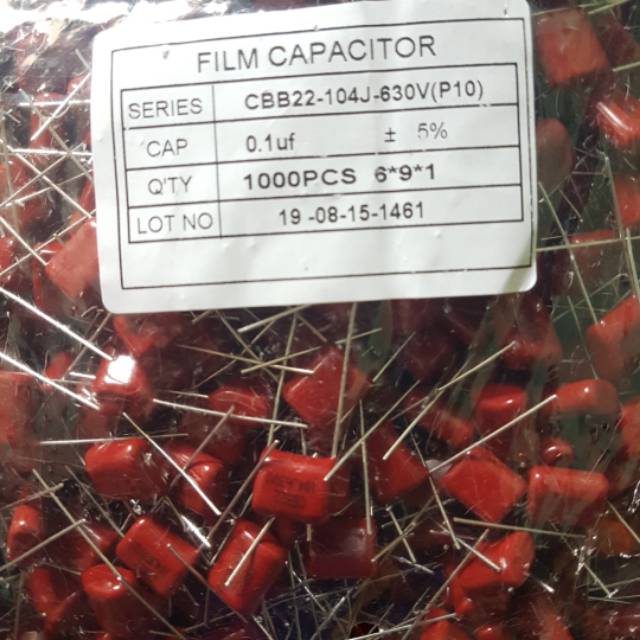 FILM CAPACITOR
SERIES CBB22-104J-630V(P10)
CAP 0.1uf ± 5%
Q'TY 1000PCS 6*9*1
LOT NO 19 -08-15-1461